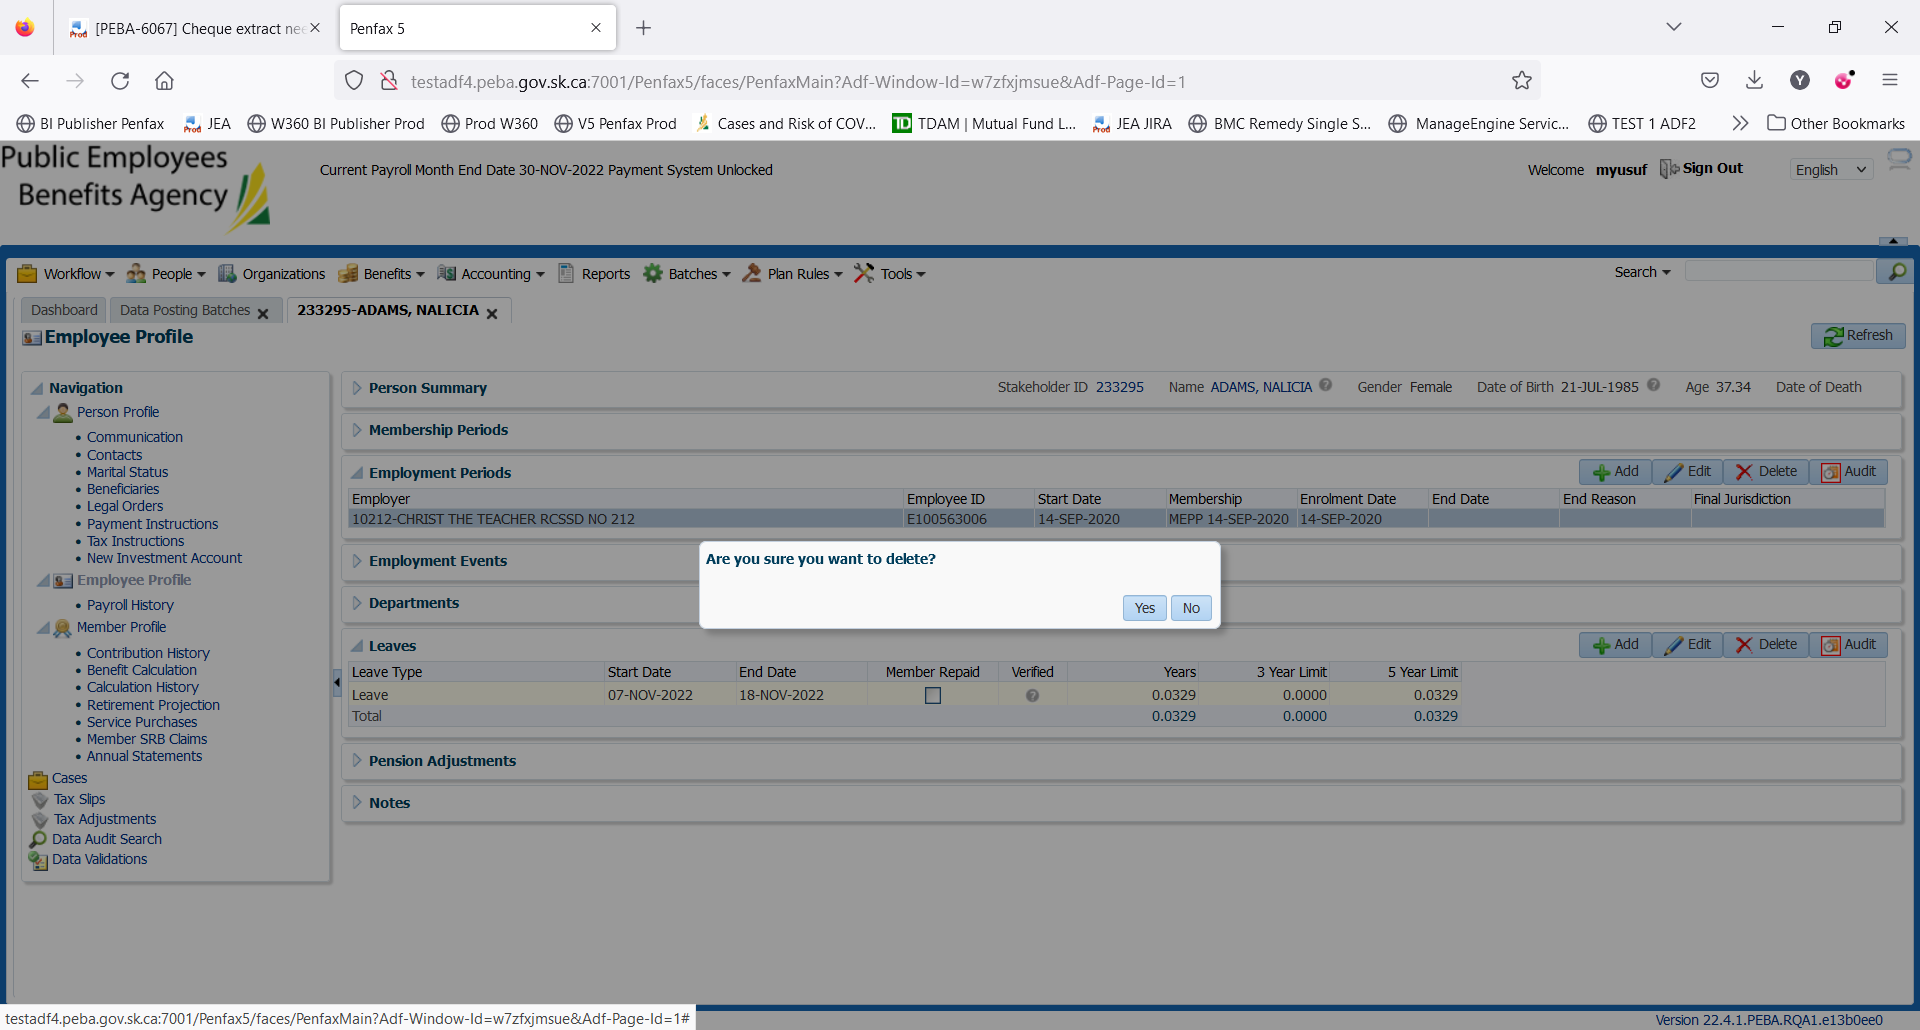 [PEBA-6067] Cheque extract nee
Penfax 5
testadf4.peba.gov.sk.ca:7001/Penfax5/faces/PenfaxMain?Adf-Window-Id=w7zfxjmsue&Adf-Page-Id=1
BI Publisher Penfax JEA W360 BI Publisher Prod Prod W360 V5 Penfax Prod Cases and Risk of COV... TDAM | Mutual Fund L... JEA JIRA BMC Remedy Single S... ManageEngine Servic... TEST 1 ADF2 Other Bookmarks
Public Employees
Benefits Agency
Current Payroll Month End Date 30-NOV-2022 Payment System Unlocked
Welcome myusuf Sign Out English
Workflow People Organizations Benefits Accounting Reports Batches Plan Rules Tools Search
Dashboard Data Posting Batches 233295-ADAMS, NALICIA
Employee Profile
Refresh
Navigation
Person Profile
Communication
Contacts
Marital Status
Beneficiaries
Legal Orders
Payment Instructions
Tax Instructions
New Investment Account
Employee Profile
Payroll History
Member Profile
Contribution History
Benefit Calculation
Calculation History
Retirement Projection
Service Purchases
Member SRB Claims
Annual Statements
Cases
Tax Slips
Tax Adjustments
Data Audit Search
Data Validations
Person Summary Stakeholder ID 233295 Name ADAMS, NALICIA Gender Female Date of Birth 21-JUL-1985 Age 37.34 Date of Death
Membership Periods
Employment Periods Add Edit Delete Audit
Employer Employee ID Start Date Membership Enrolment Date End Date End Reason Final Jurisdiction
10212-CHRIST THE TEACHER RCSSD NO 212 E100563006 14-SEP-2020 MEPP 14-SEP-2020 14-SEP-2020
Employment Events
Are you sure you want to delete?
Yes No
Departments
Leaves Add Edit Delete Audit
Leave Type Start Date End Date Member Repaid Verified Years 3 Year Limit 5 Year Limit
Leave 07-NOV-2022 18-NOV-2022 0.0329 0.0000 0.0329
Total 0.0329 0.0000 0.0329
Pension Adjustments
Notes
testadf4.peba.gov.sk.ca:7001/Penfax5/faces/PenfaxMain?Adf-Window-Id=w7zfxjmsue&Adf-Page-Id=1#
Version 22.4.1.PEBA.RQA1.e13b0ee0